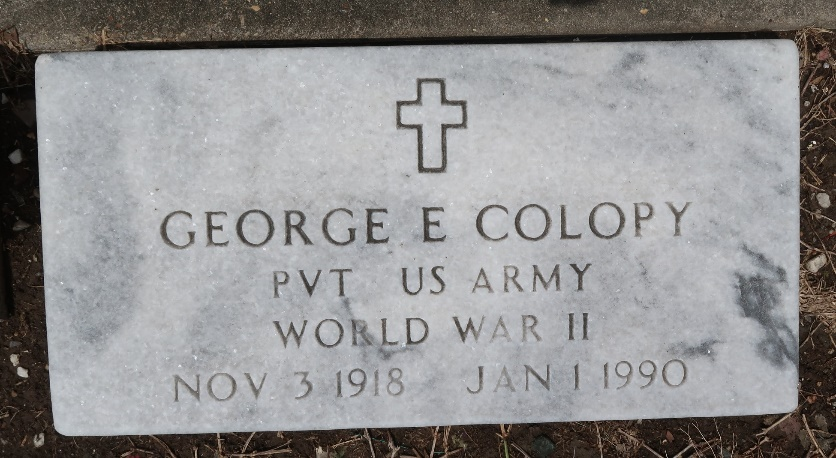 GEORGE E COLOPY
PVT US ARMY
WORLD WAR II
NOV 3 1918 JAN 1 1990